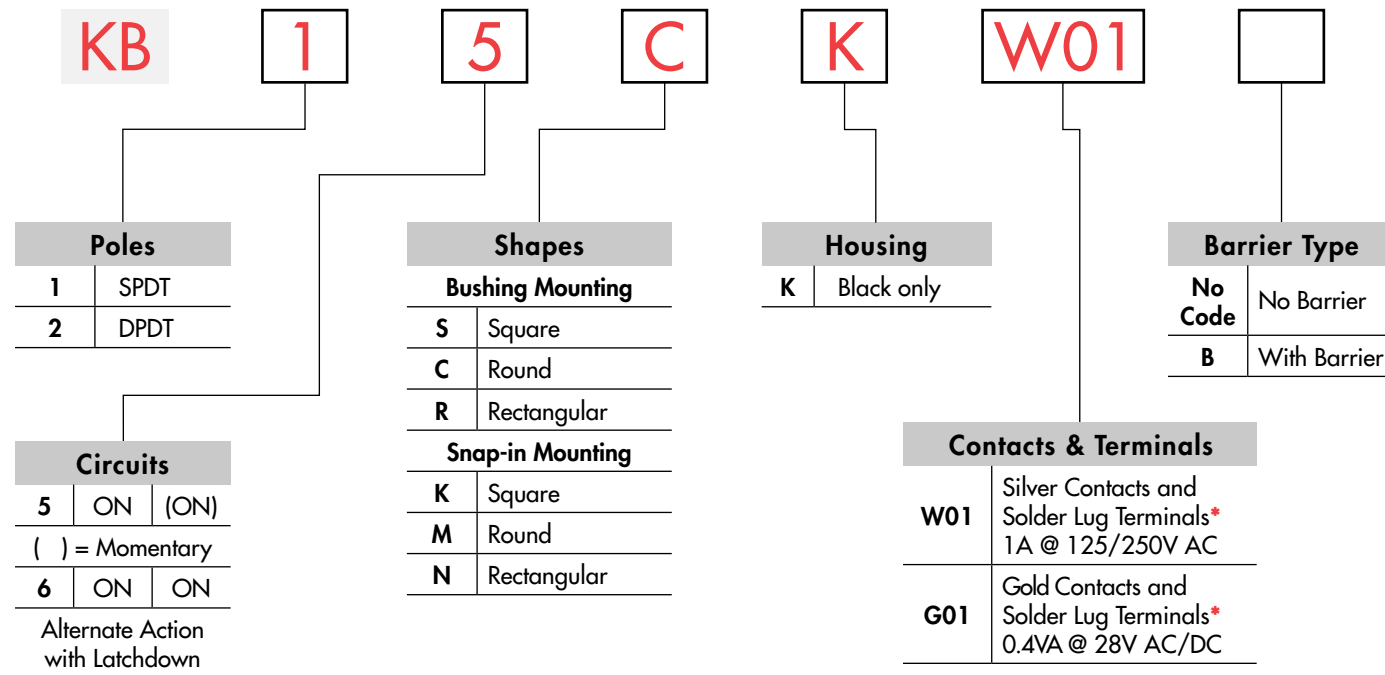 KB 1 5 C K W01
Poles
1 SPDT
2 DPDT
Circuits
5 ON (ON)
( ) = Momentary
6 ON ON
Alternate Action
with Latchdown
Shapes
Bushing Mounting
S Square
C Round
R Rectangular
Snap-in Mounting
K Square
M Round
N Rectangular
Housing
K Black only
Contacts & Terminals
W01 Silver Contacts and
Solder Lug Terminals*
1A @ 125/250V AC
G01 Gold Contacts and
Solder Lug Terminals*
0.4VA @ 28V AC/DC
Barrier Type
No
Code No Barrier
B With Barrier